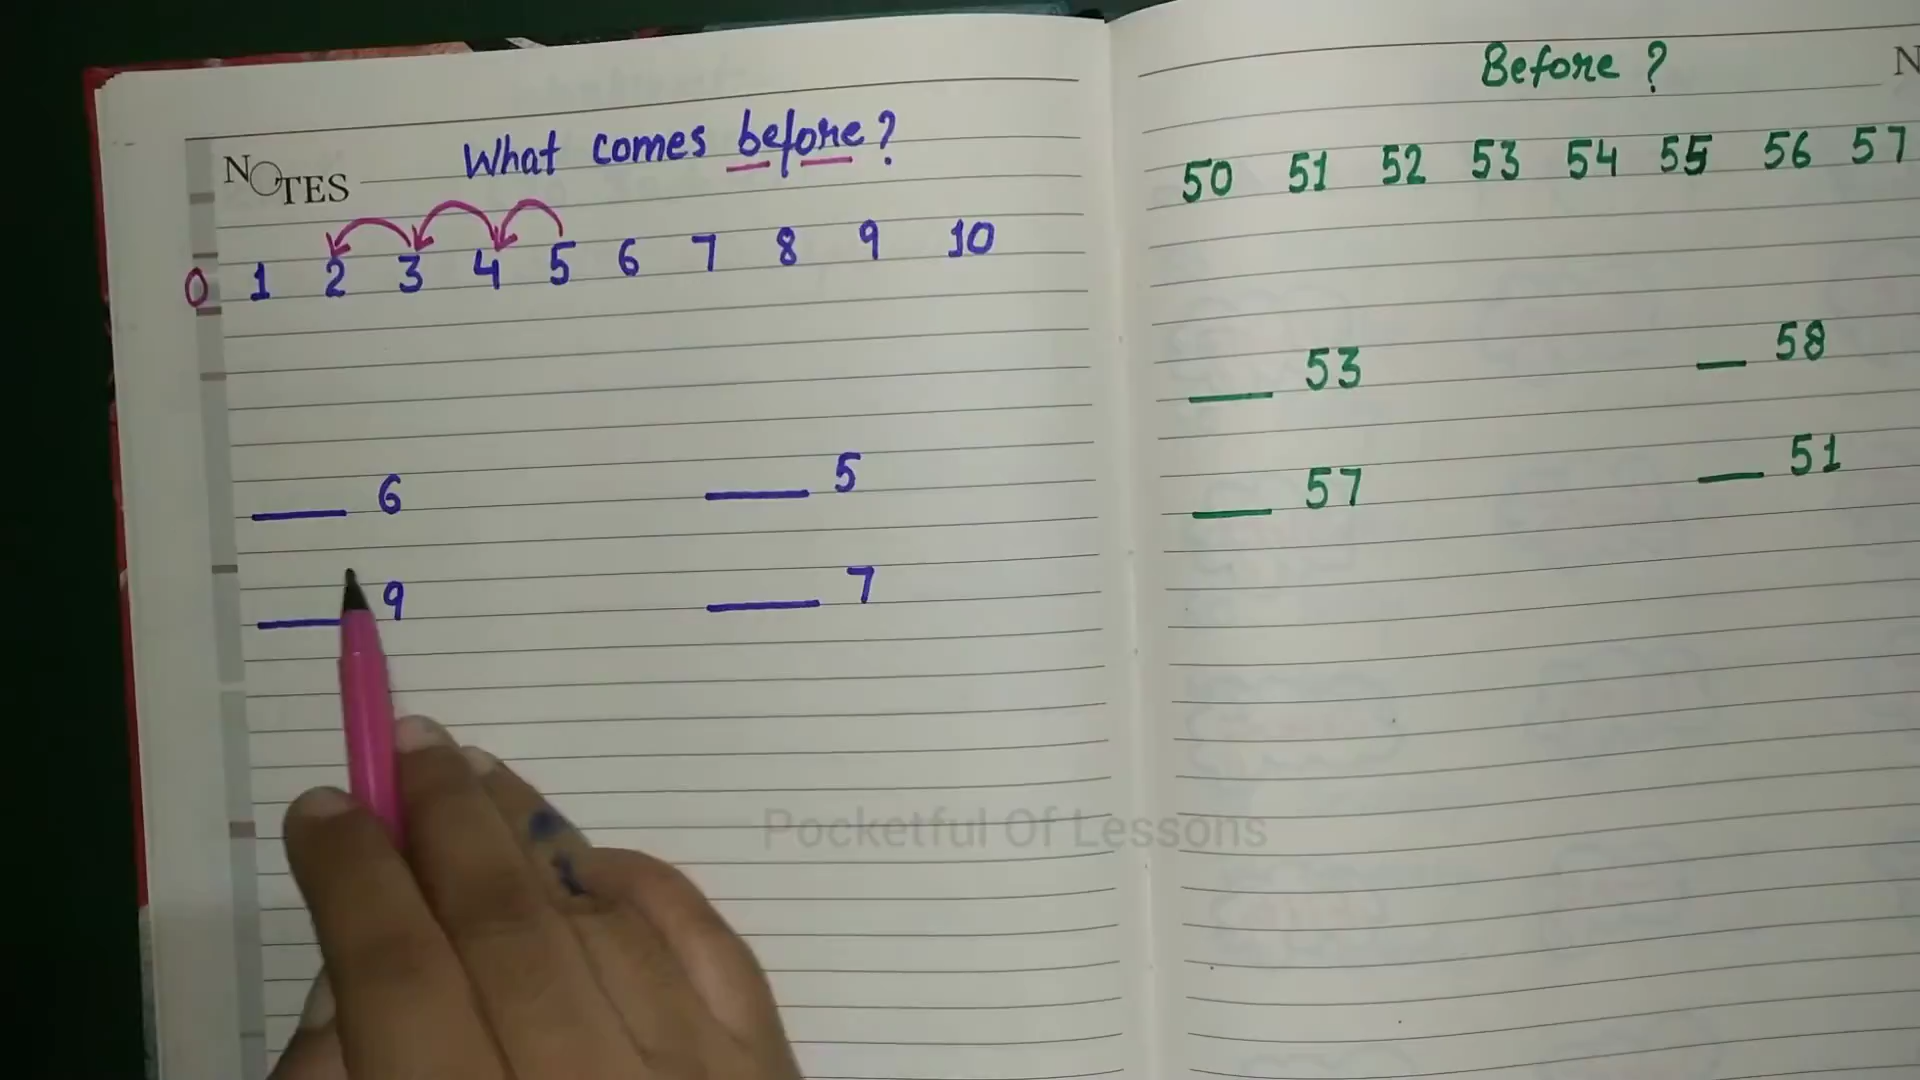 What comes before?
NOTES
0 1 2 3 4 5 6 7 8 9 10
___ 6 ___ 5
___ 9 ___ 7
Before ? N
50 51 52 53 54 55 56 57
___ 53 __ 58
___ 57 ___ 51
Pocketful Of Lessons